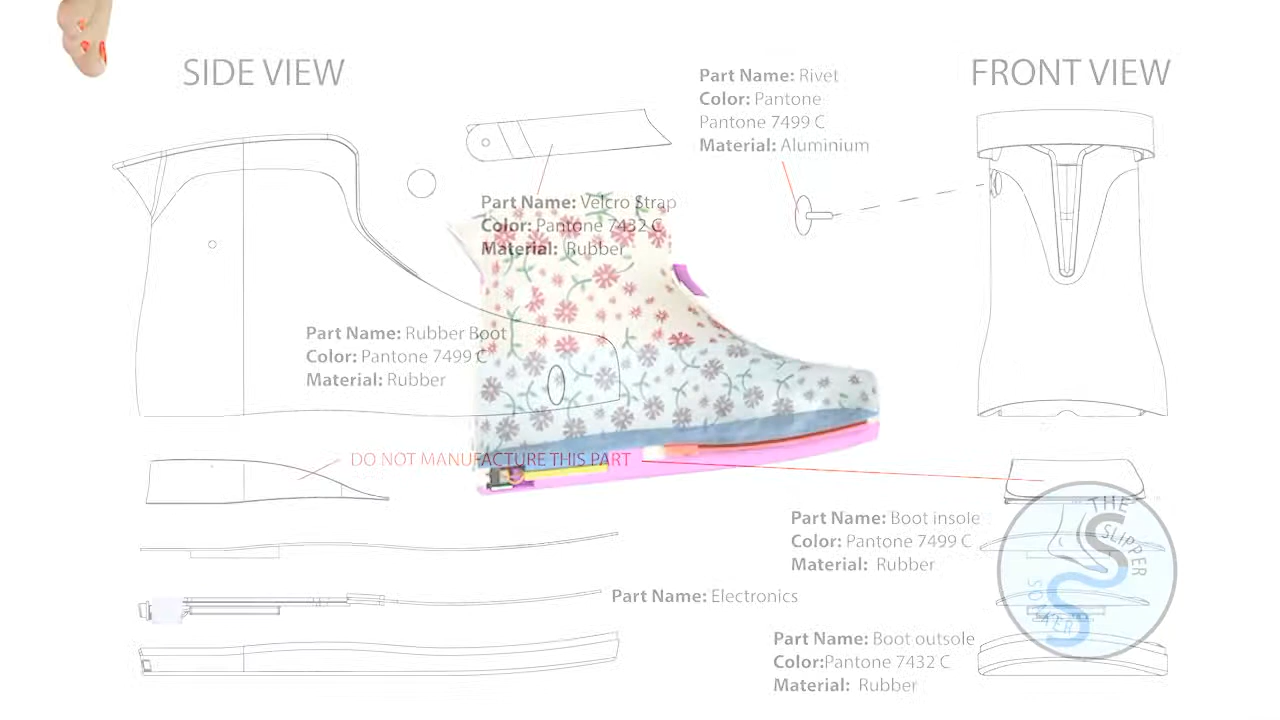 SIDE VIEW
FRONT VIEW
Part Name: Rivet
Color: Pantone
Pantone 7499 C
Material: Aluminium
Part Name: Velcro Strap
Color: Pantone 7432 C
Material: Rubber
Part Name: Rubber Boot
Color: Pantone 7499 C
Material: Rubber
DO NOT MANUFACTURE THIS PART
Part Name: Boot insole
Color: Pantone 7499 C
Material: Rubber
Part Name: Electronics
Part Name: Boot outsole
Color:Pantone 7432 C
Material: Rubber
THE
SLIPPER
SOAKER